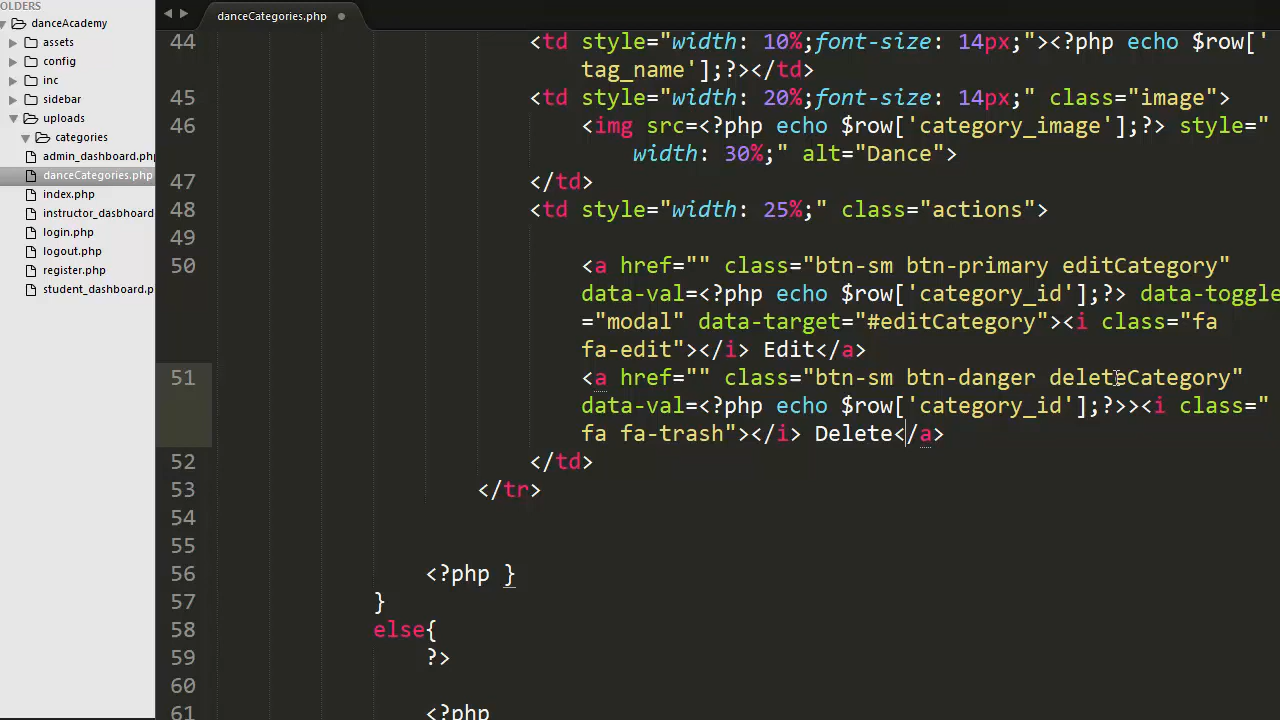 OLDERS
danceAcademy
assets
config
inc
sidebar
uploads
categories
admin_dashboard.php
danceCategories.php
index.php
instructor_dasbhoard
login.php
logout.php
register.php
student_dashboard.p
danceCategories.php
44 <td style="width: 10%;font-size: 14px;"><?php echo $row['
tag_name'];?></td>
45 <td style="width: 20%;font-size: 14px;" class="image">
46 <img src=<?php echo $row['category_image'];?> style="
width: 30%;" alt="Dance">
47 </td>
48 <td style="width: 25%;" class="actions">
49
50 <a href="" class="btn-sm btn-primary editCategory"
data-val=<?php echo $row['category_id'];?> data-toggle
="modal" data-target="#editCategory"><i class="fa
fa-edit"></i> Edit</a>
51 <a href="" class="btn-sm btn-danger deleteCategory"
data-val=<?php echo $row['category_id'];?>><i class="
fa fa-trash"></i> Delete</a>
52 </td>
53 </tr>
54
55
56 <?php }
57 }
58 else{
59 ?>
60
61 <?php